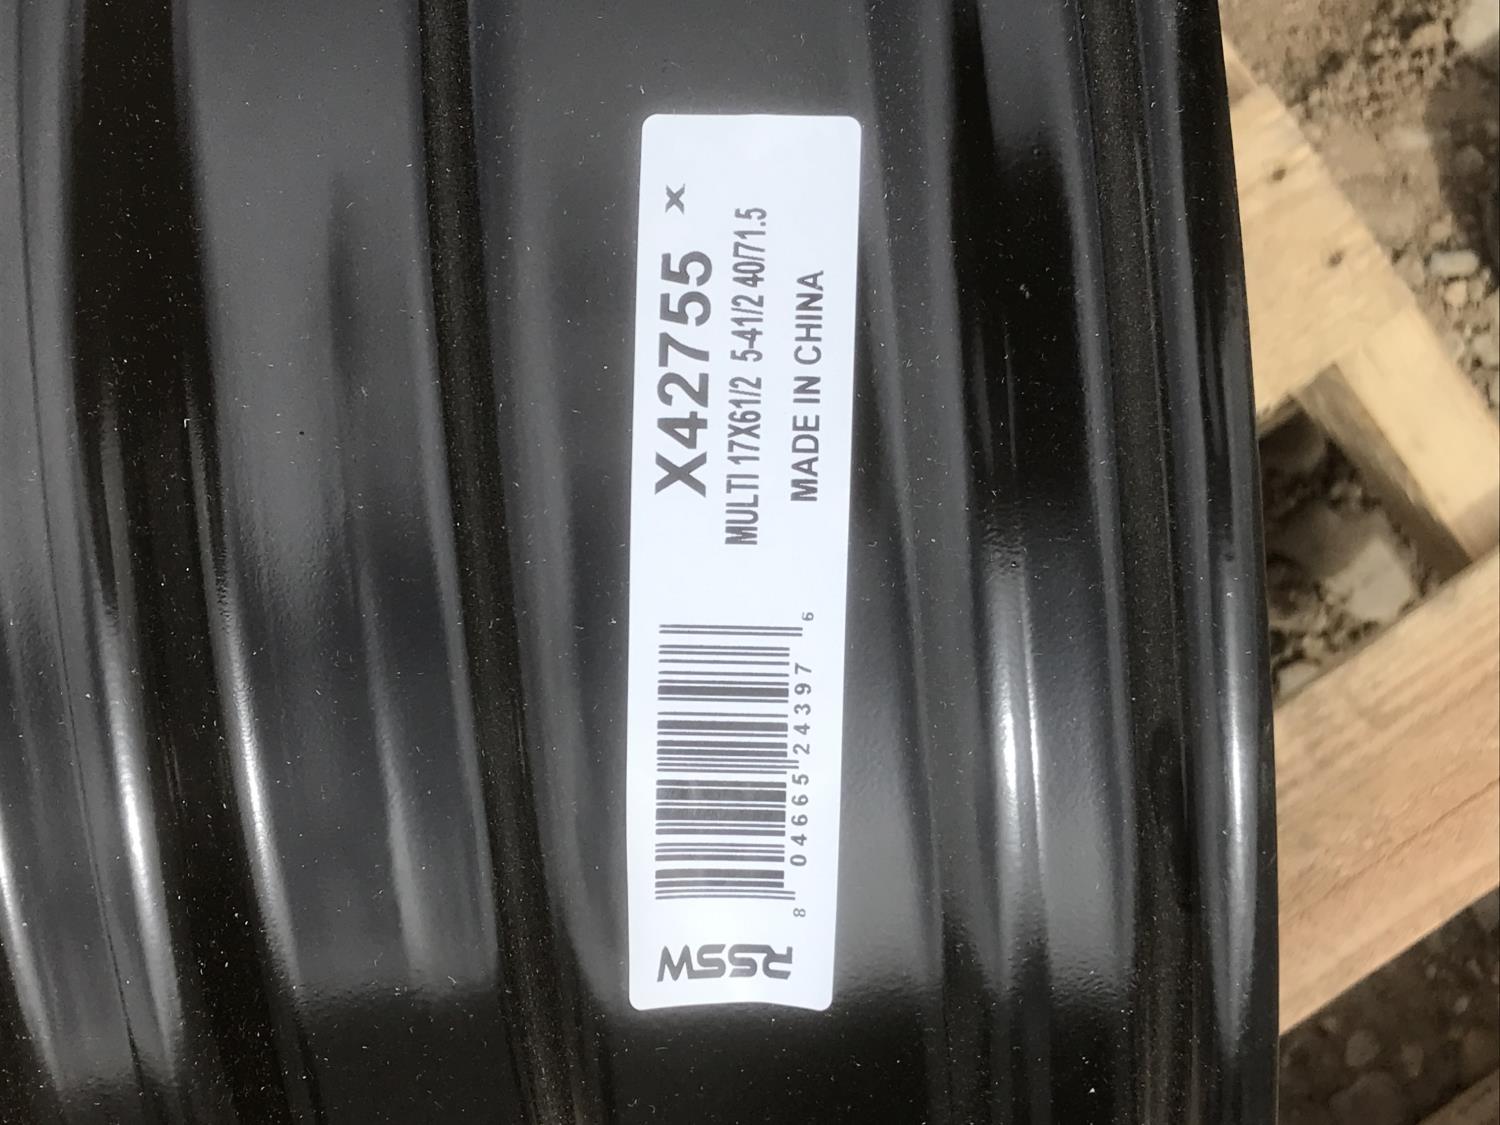 X42755 X
MULTI 17X61/2 5-41/2 40/71.5
MADE IN CHINA
8 04665 24397 6
RSSW